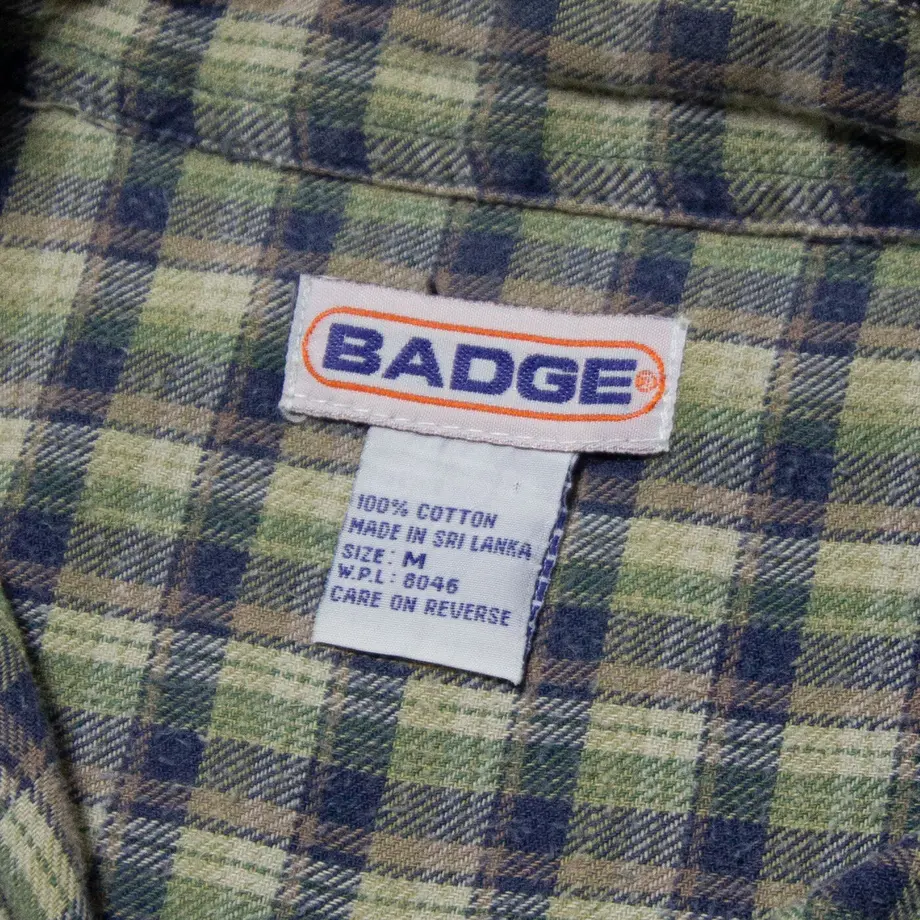 BADGE®
100% COTTON
MADE IN SRI LANKA
SIZE: M
W.P.L: 8046
CARE ON REVERSE